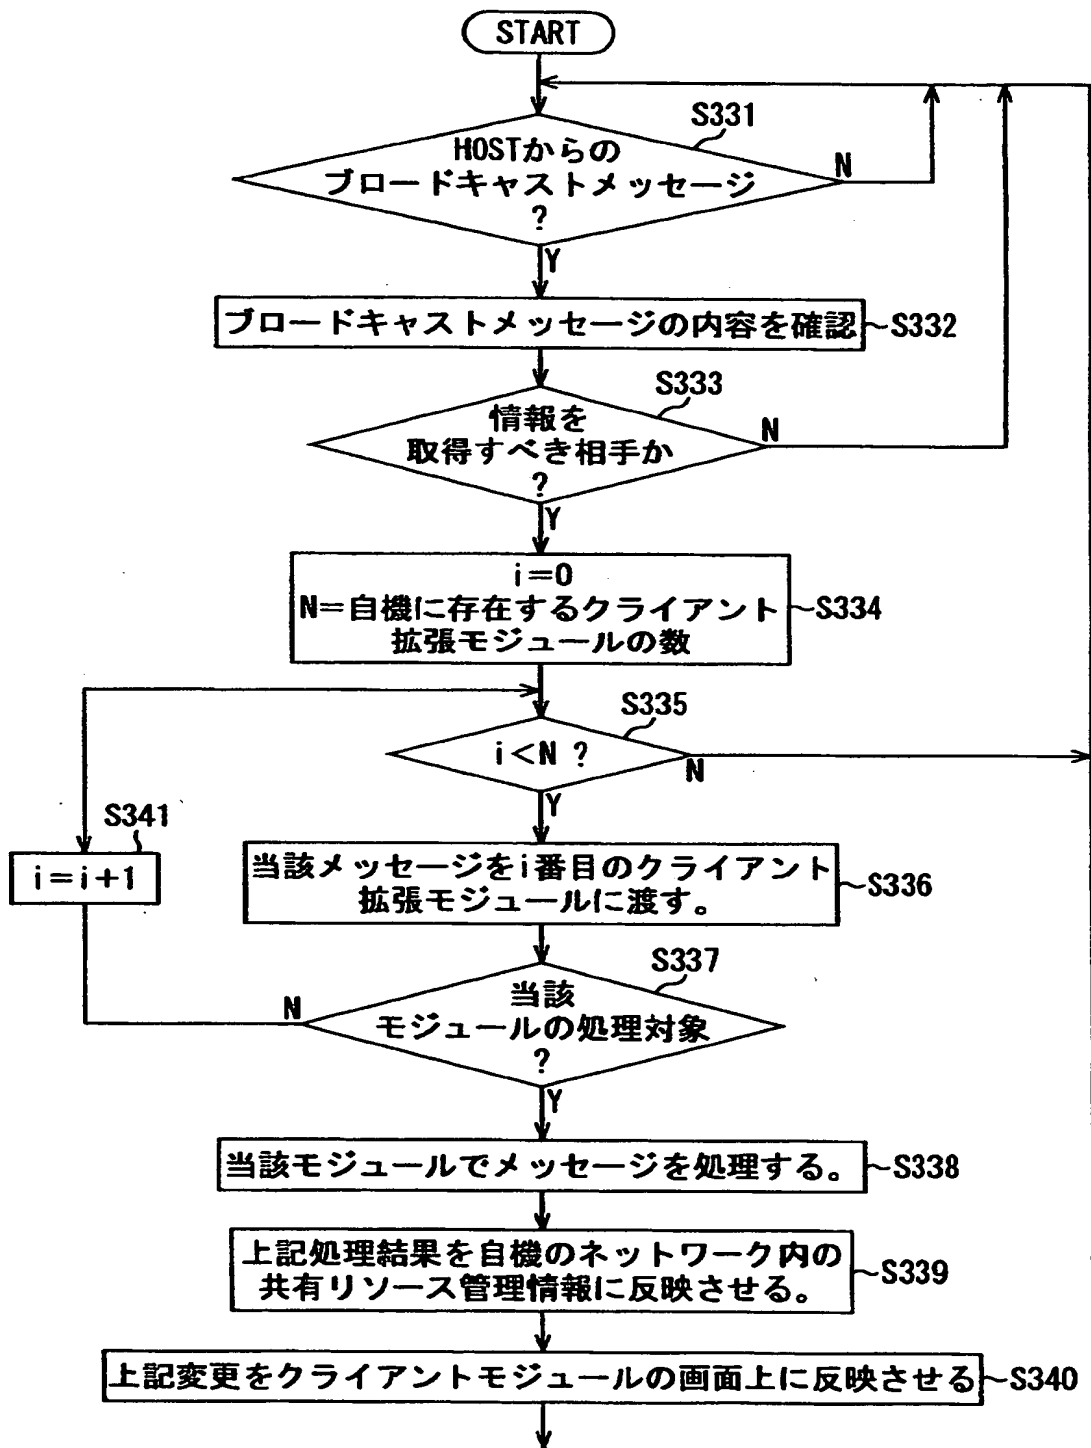 START
S331
HOSTからの
ブロードキャストメッセージ
?
N
Y
ブロードキャストメッセージの内容を確認
S332
S333
情報を
取得すべき相手か
?
N
Y
i=0
N=自機に存在するクライアント
拡張モジュールの数
S334
S335
i<N ?
N
Y
S341
i=i+1
当該メッセージをi番目のクライアント
拡張モジュールに渡す。
S336
S337
当該
モジュールの処理対象
?
N
Y
当該モジュールでメッセージを処理する。
S338
上記処理結果を自機のネットワーク内の
共有リソース管理情報に反映させる。
S339
上記変更をクライアントモジュールの画面上に反映させる
S340